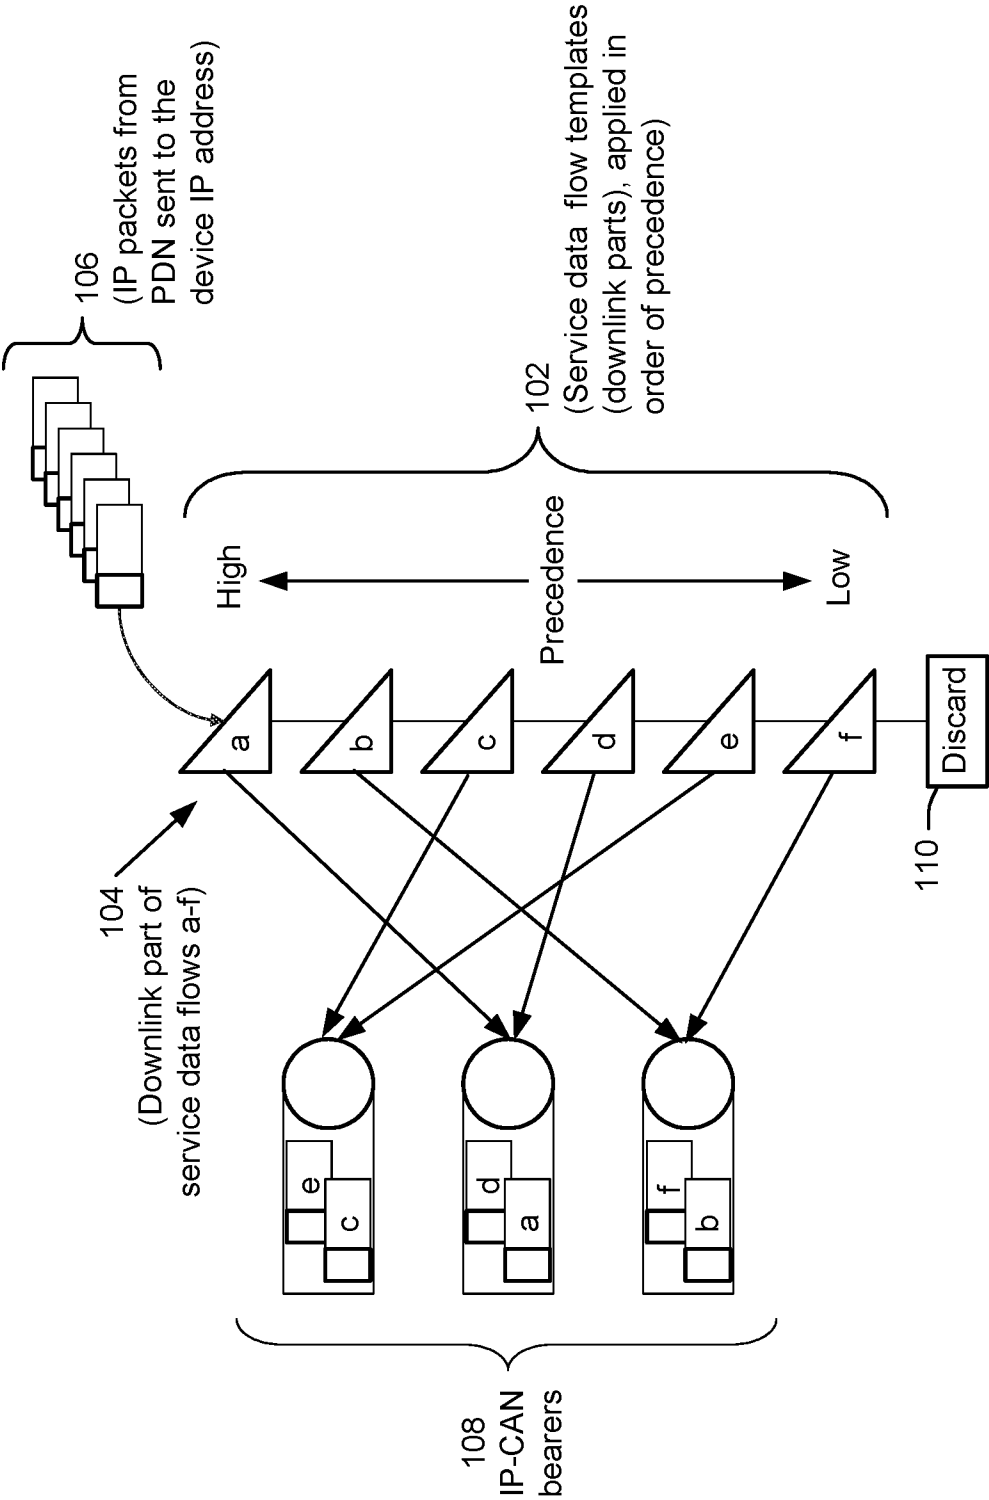 106
(IP packets from
PDN sent to the
device IP address)
104
(Downlink part of
service data flows a-f)
High
Precedence
Low
102
(Service data flow templates
(downlink parts), applied in
order of precedence)
a
b
c
d
e
f
Discard
110
e
c
d
a
f
b
108
IP-CAN
bearers